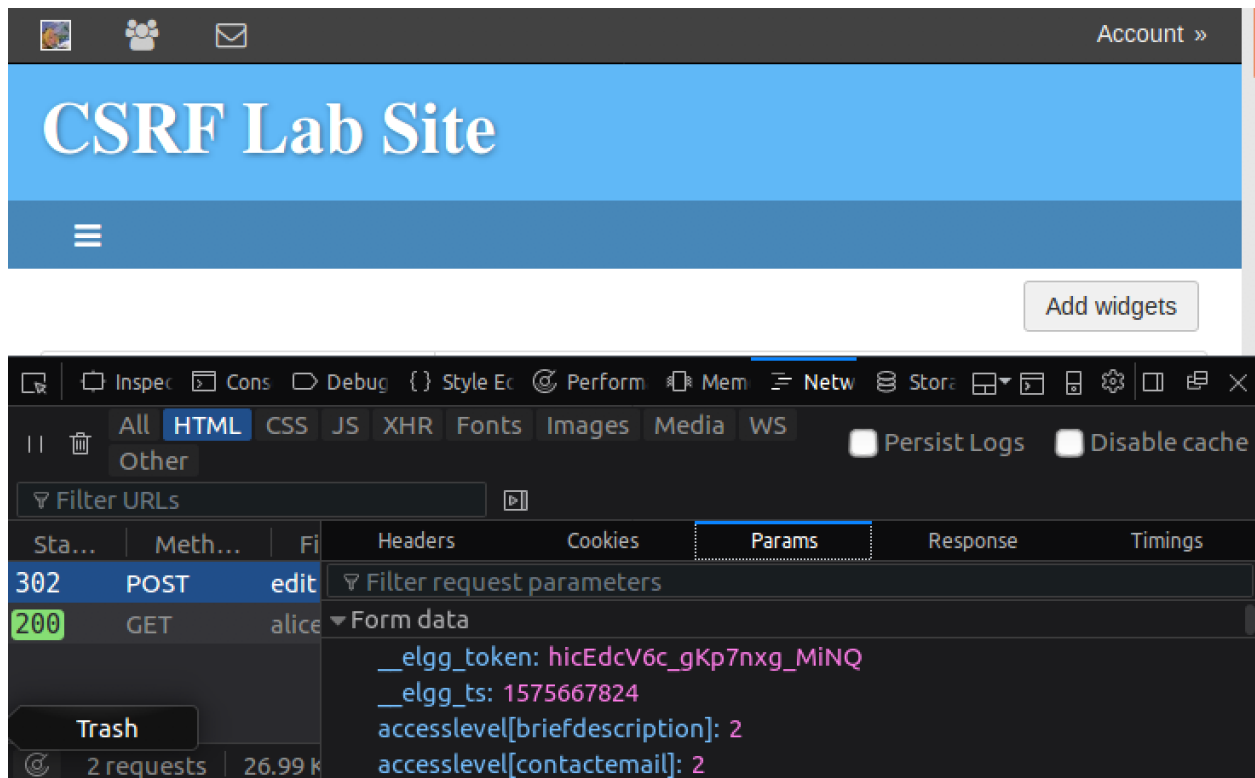 Account »
CSRF Lab Site
Add widgets
Inspec Cons Debug {} Style Ec Perform Mem Netw Stora
All HTML CSS JS XHR Fonts Images Media WS
Other
Persist Logs Disable cache
Filter URLs
Sta... Meth... Fi Headers Cookies Params Response Timings
302 POST edit Filter request parameters
200 GET alice Form data
__elgg_token: hicEdcV6c_gKp7nxg_MiNQ
__elgg_ts: 1575667824
Trash accesslevel[briefdescription]: 2
2 requests 26.99 K accesslevel[contactemail]: 2